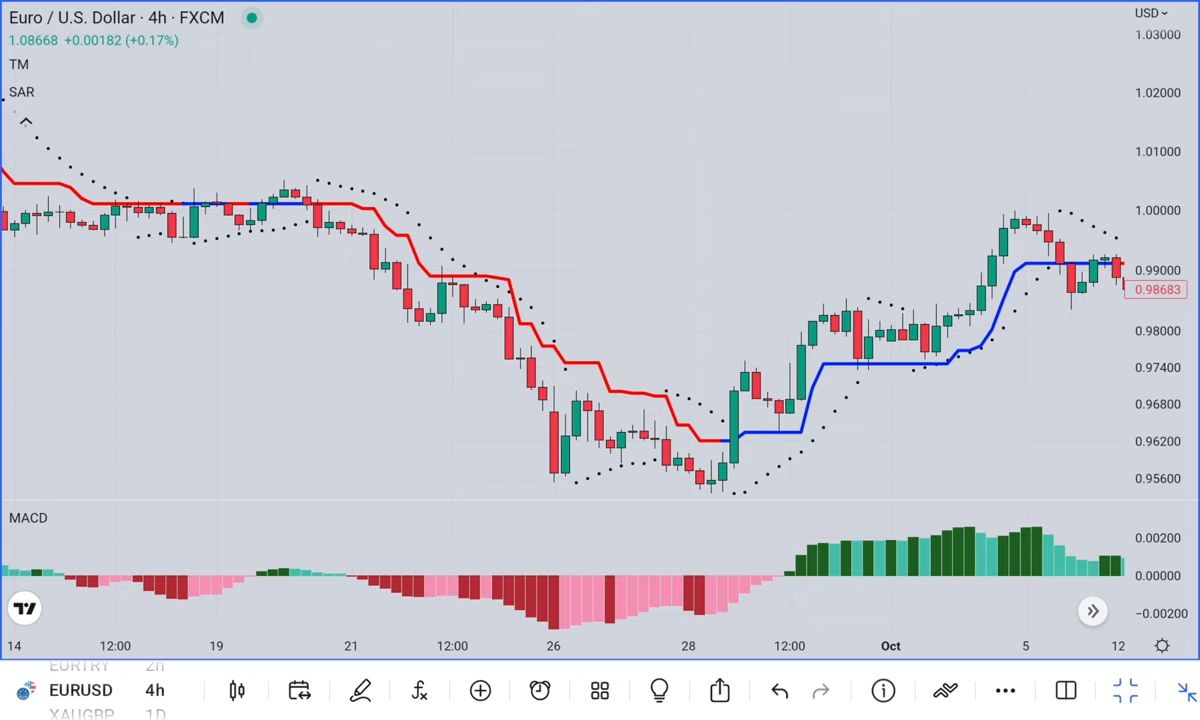 Euro / U.S. Dollar · 4h · FXCM
1.08668 +0.00182 (+0.17%)
TM
SAR
USD
1.03000
1.02000
1.01000
1.00000
0.99000
0.98683
0.98000
0.97400
0.96800
0.96200
0.95600
MACD
0.00200
0.00000
−0.00200
14 12:00 19 21 12:00 26 28 12:00 Oct 5 12
EURTRY 2h
EURUSD 4h
XAUGBP 1D